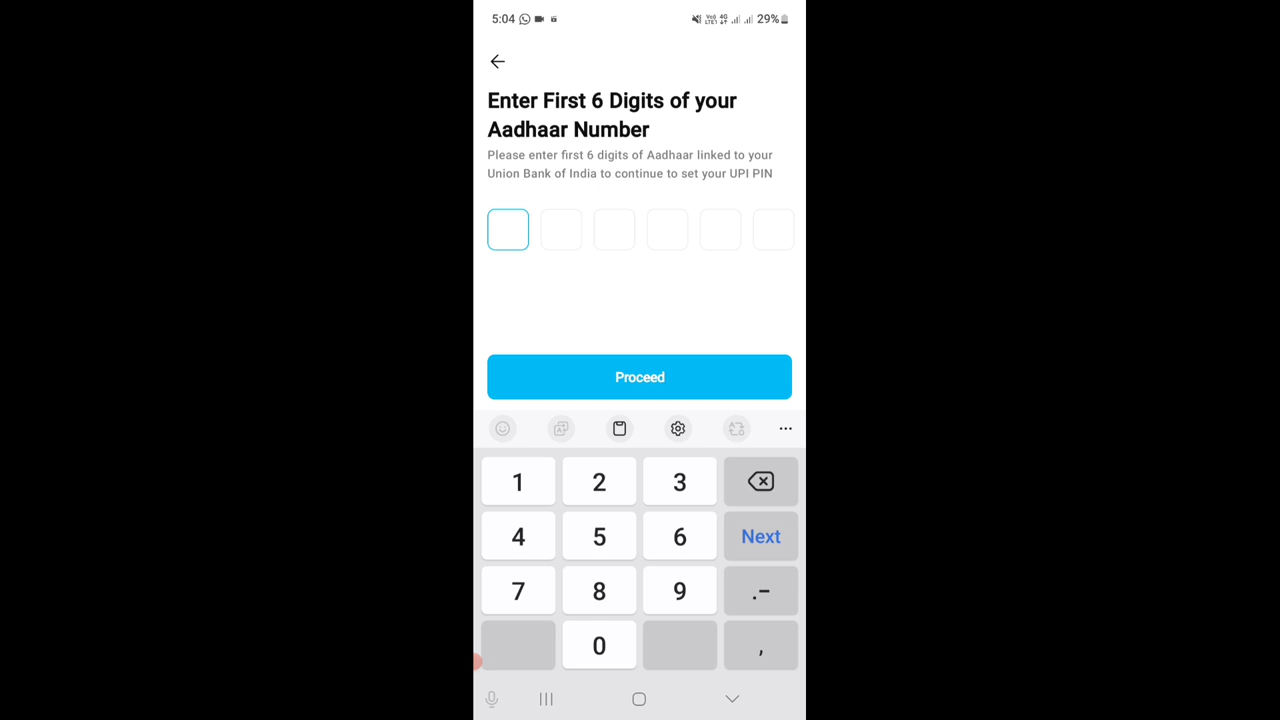 5:04 29%
Enter First 6 Digits of your
Aadhaar Number
Please enter first 6 digits of Aadhaar linked to your
Union Bank of India to continue to set your UPI PIN
Proceed
1 2 3
4 5 6 Next
7 8 9 .-
0 ,